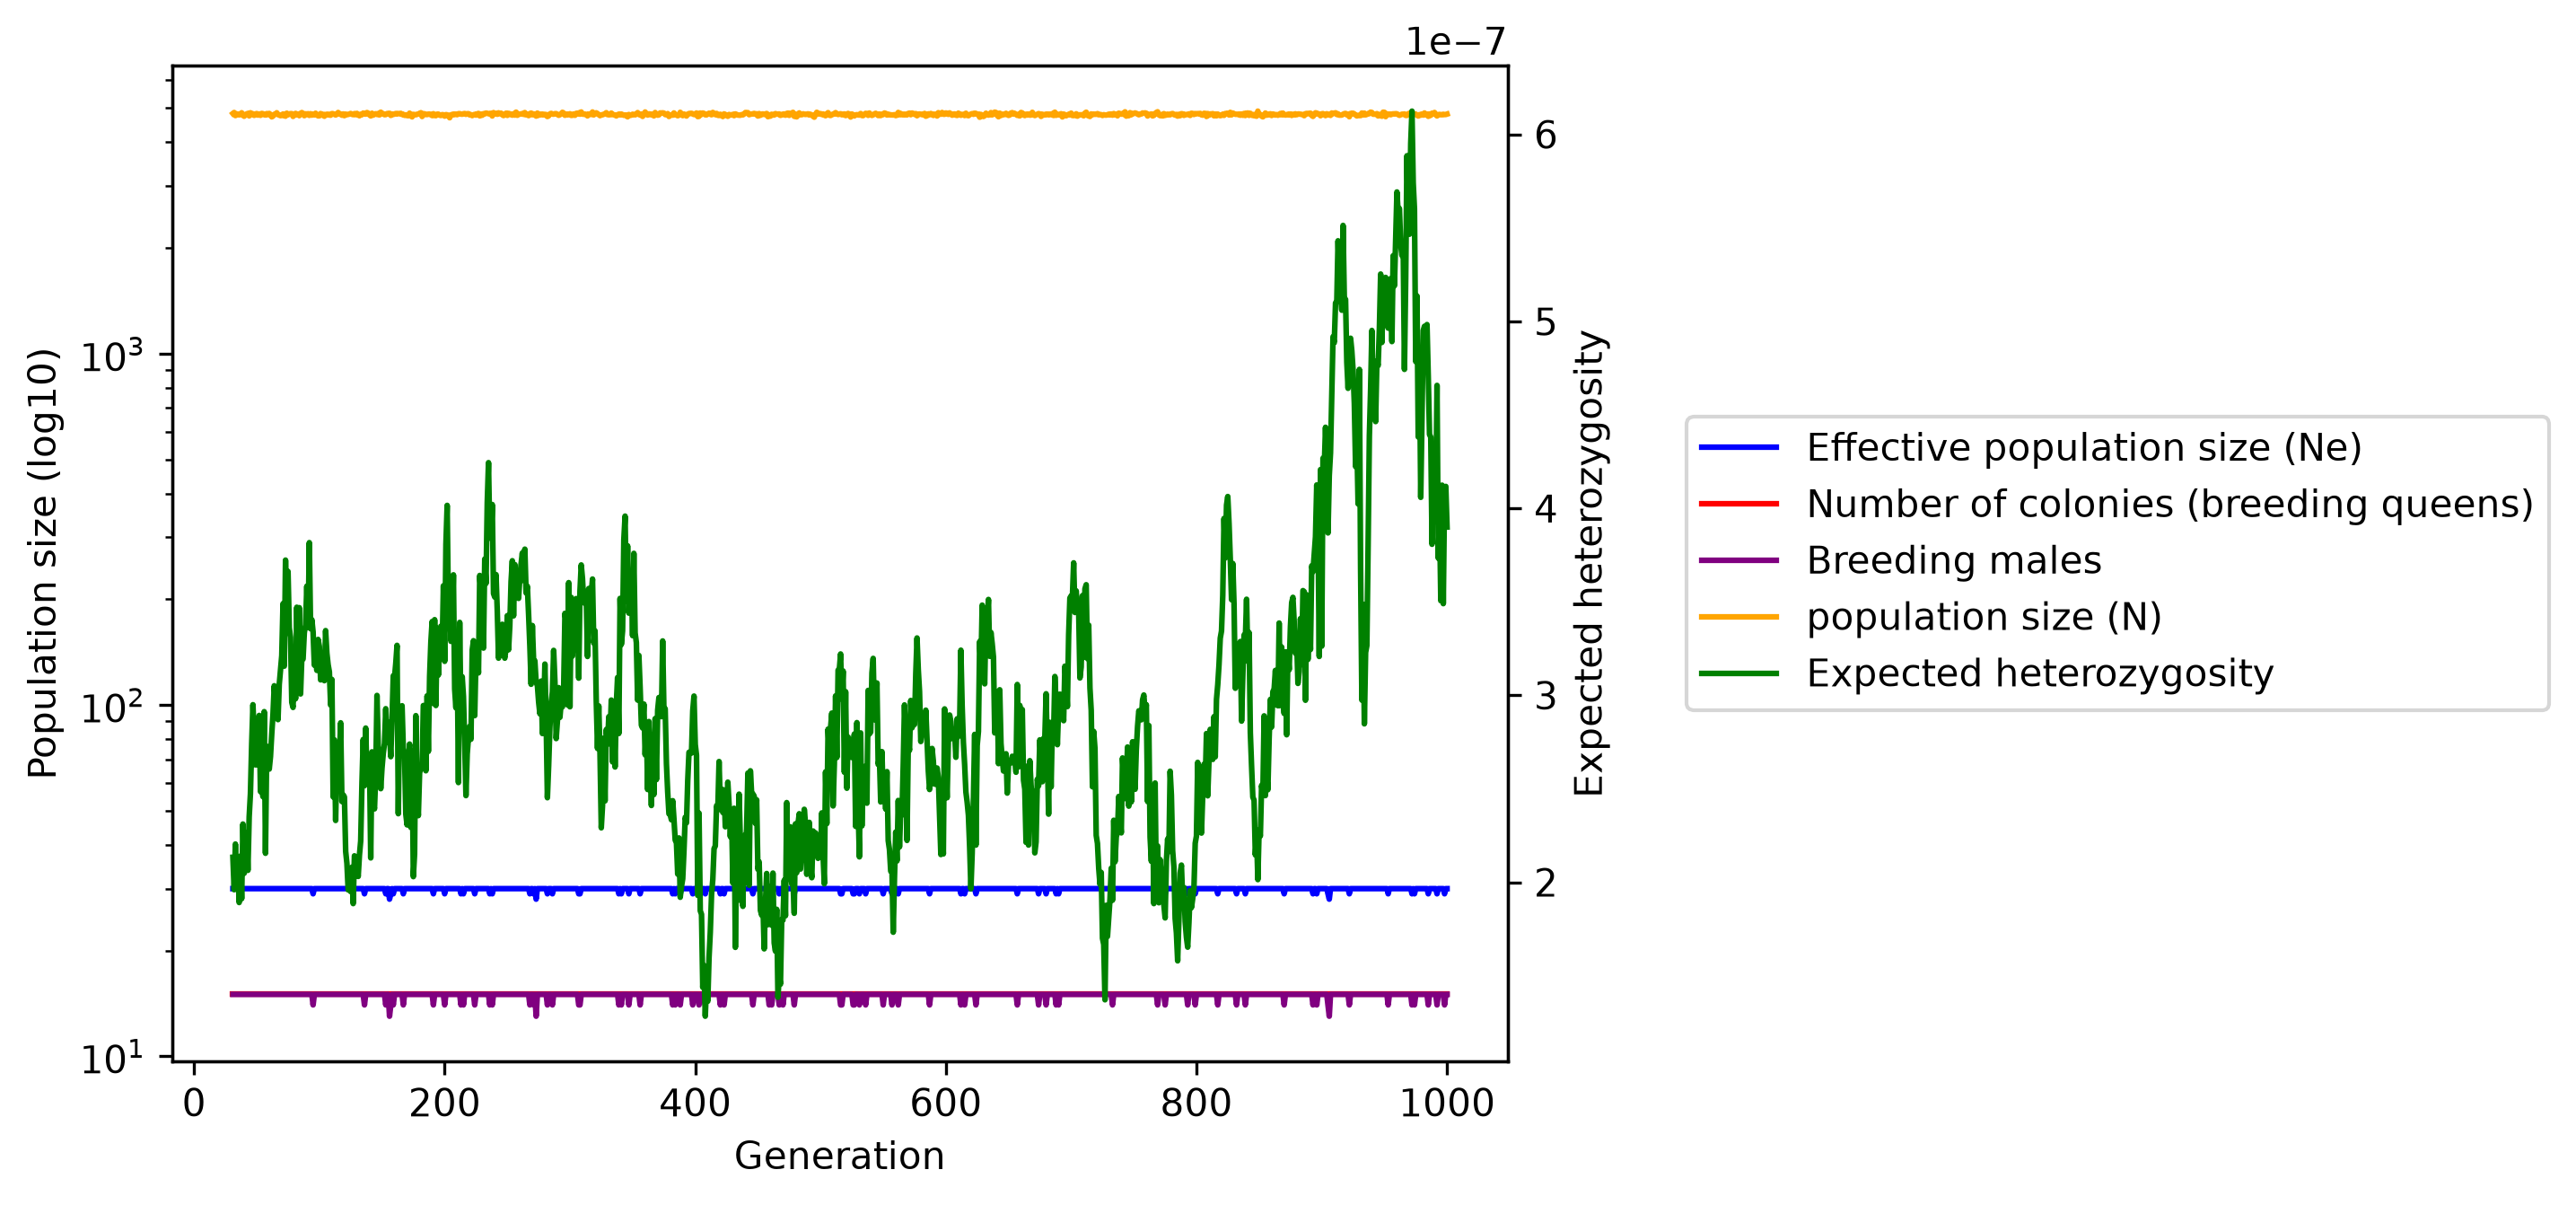 1e−7
Population size (log10)
10³
10²
10¹
6
5
4
3
2
Expected heterozygosity
0
200
400
600
800
1000
Generation
Effective population size (Ne)
Number of colonies (breeding queens)
Breeding males
population size (N)
Expected heterozygosity